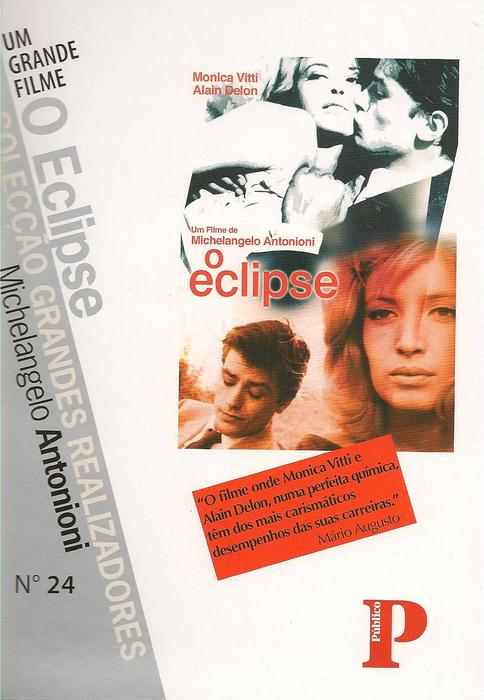 UM
GRANDE
FILME
O Eclipse
COLECÇÃO GRANDES REALIZADORES
Michelangelo Antonioni
N° 24
Monica Vitti
Alain Delon
Um Filme de
Michelangelo Antonioni
o
eclipse
“O filme onde Monica Vitti e
Alain Delon, numa perfeita química,
têm dos mais carismáticos
desempenhos das suas carreiras.”
Mário Augusto
Público
P